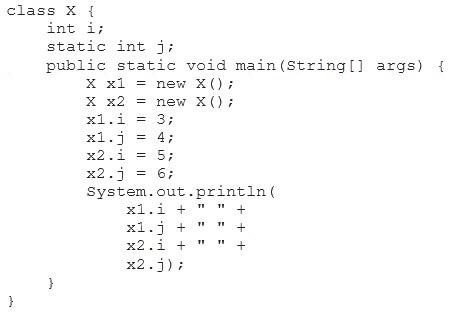 class X {
    int i;
    static int j;
    public static void main(String[] args) {
        X x1 = new X();
        X x2 = new X();
        x1.i = 3;
        x1.j = 4;
        x2.i = 5;
        x2.j = 6;
        System.out.println(
            x1.i + " " +
            x1.j + " " +
            x2.i + " " +
            x2.j);
    }
}